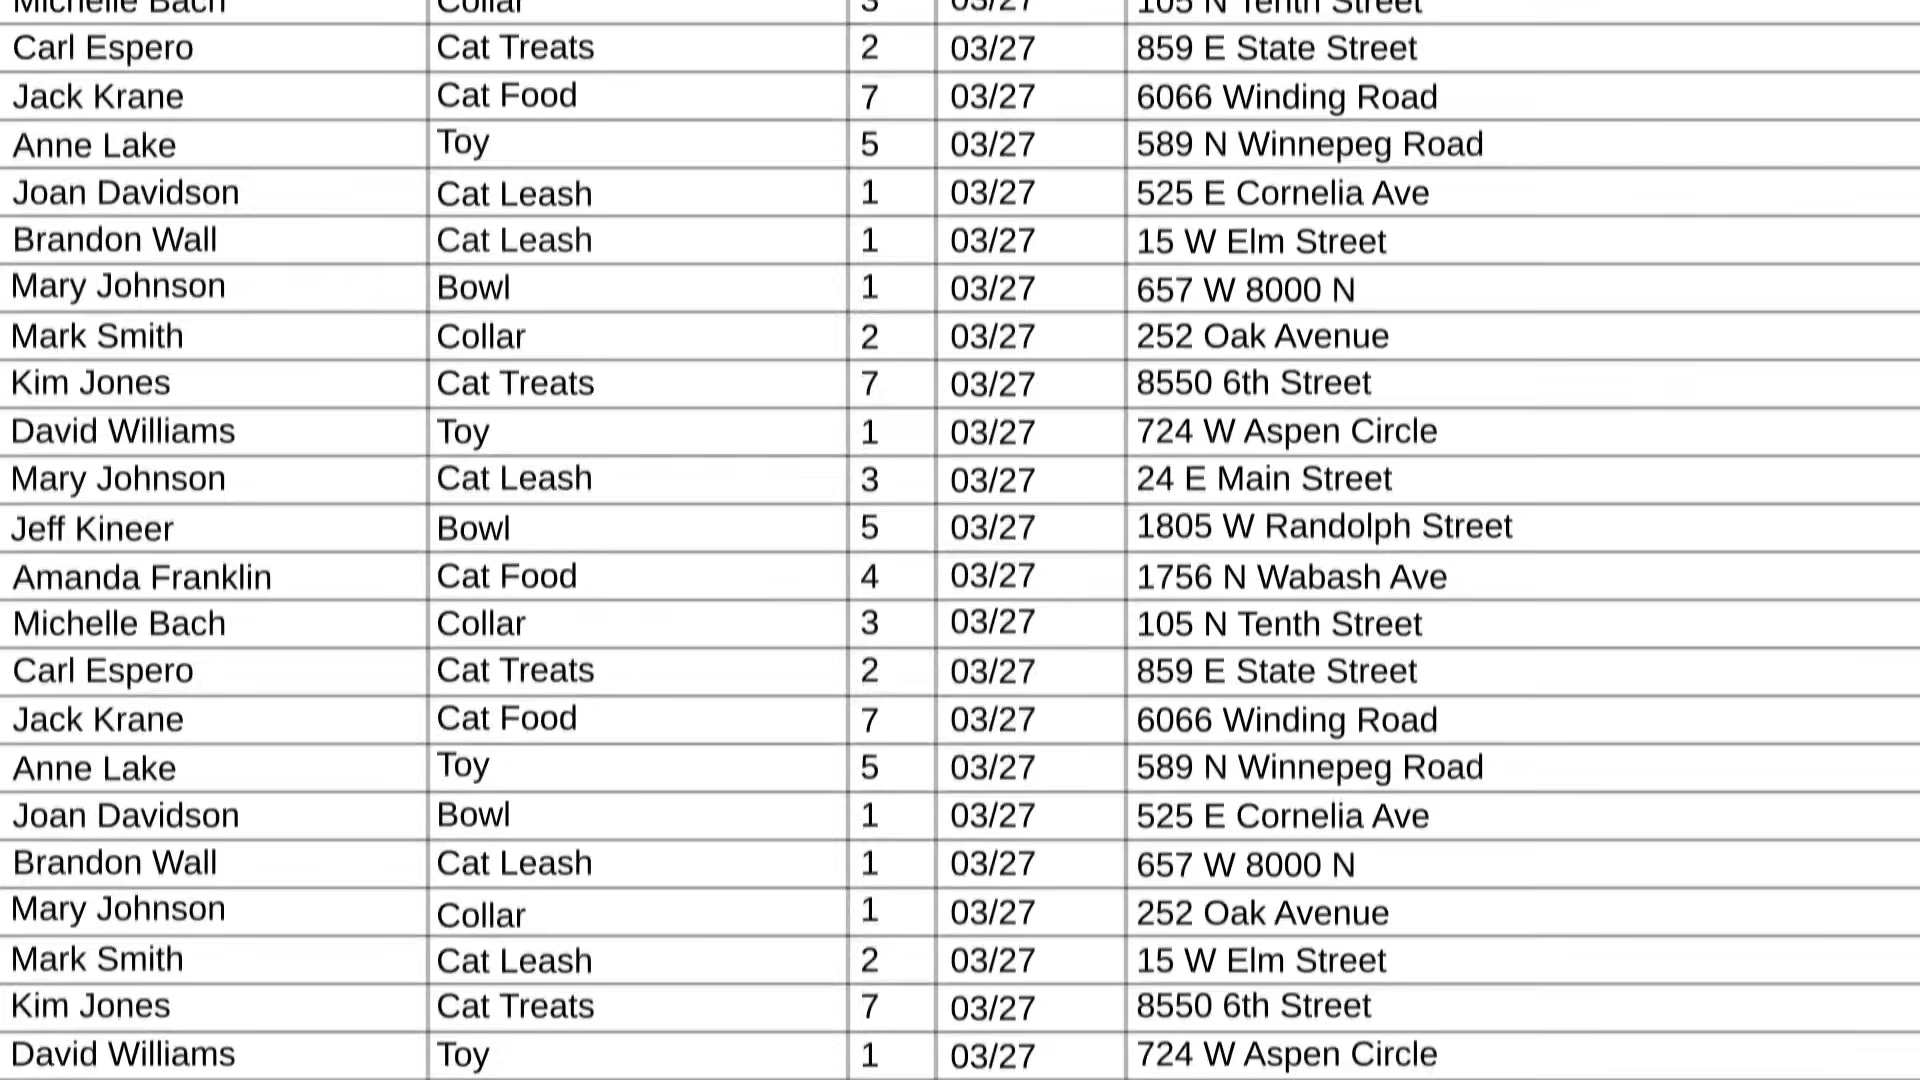 Michelle Bach Collar 3 03/27 105 N Tenth Street
Carl Espero Cat Treats 2 03/27 859 E State Street
Jack Krane Cat Food 7 03/27 6066 Winding Road
Anne Lake Toy 5 03/27 589 N Winnepeg Road
Joan Davidson Cat Leash 1 03/27 525 E Cornelia Ave
Brandon Wall Cat Leash 1 03/27 15 W Elm Street
Mary Johnson Bowl 1 03/27 657 W 8000 N
Mark Smith Collar 2 03/27 252 Oak Avenue
Kim Jones Cat Treats 7 03/27 8550 6th Street
David Williams Toy 1 03/27 724 W Aspen Circle
Mary Johnson Cat Leash 3 03/27 24 E Main Street
Jeff Kineer Bowl 5 03/27 1805 W Randolph Street
Amanda Franklin Cat Food 4 03/27 1756 N Wabash Ave
Michelle Bach Collar 3 03/27 105 N Tenth Street
Carl Espero Cat Treats 2 03/27 859 E State Street
Jack Krane Cat Food 7 03/27 6066 Winding Road
Anne Lake Toy 5 03/27 589 N Winnepeg Road
Joan Davidson Bowl 1 03/27 525 E Cornelia Ave
Brandon Wall Cat Leash 1 03/27 657 W 8000 N
Mary Johnson Collar 1 03/27 252 Oak Avenue
Mark Smith Cat Leash 2 03/27 15 W Elm Street
Kim Jones Cat Treats 7 03/27 8550 6th Street
David Williams Toy 1 03/27 724 W Aspen Circle